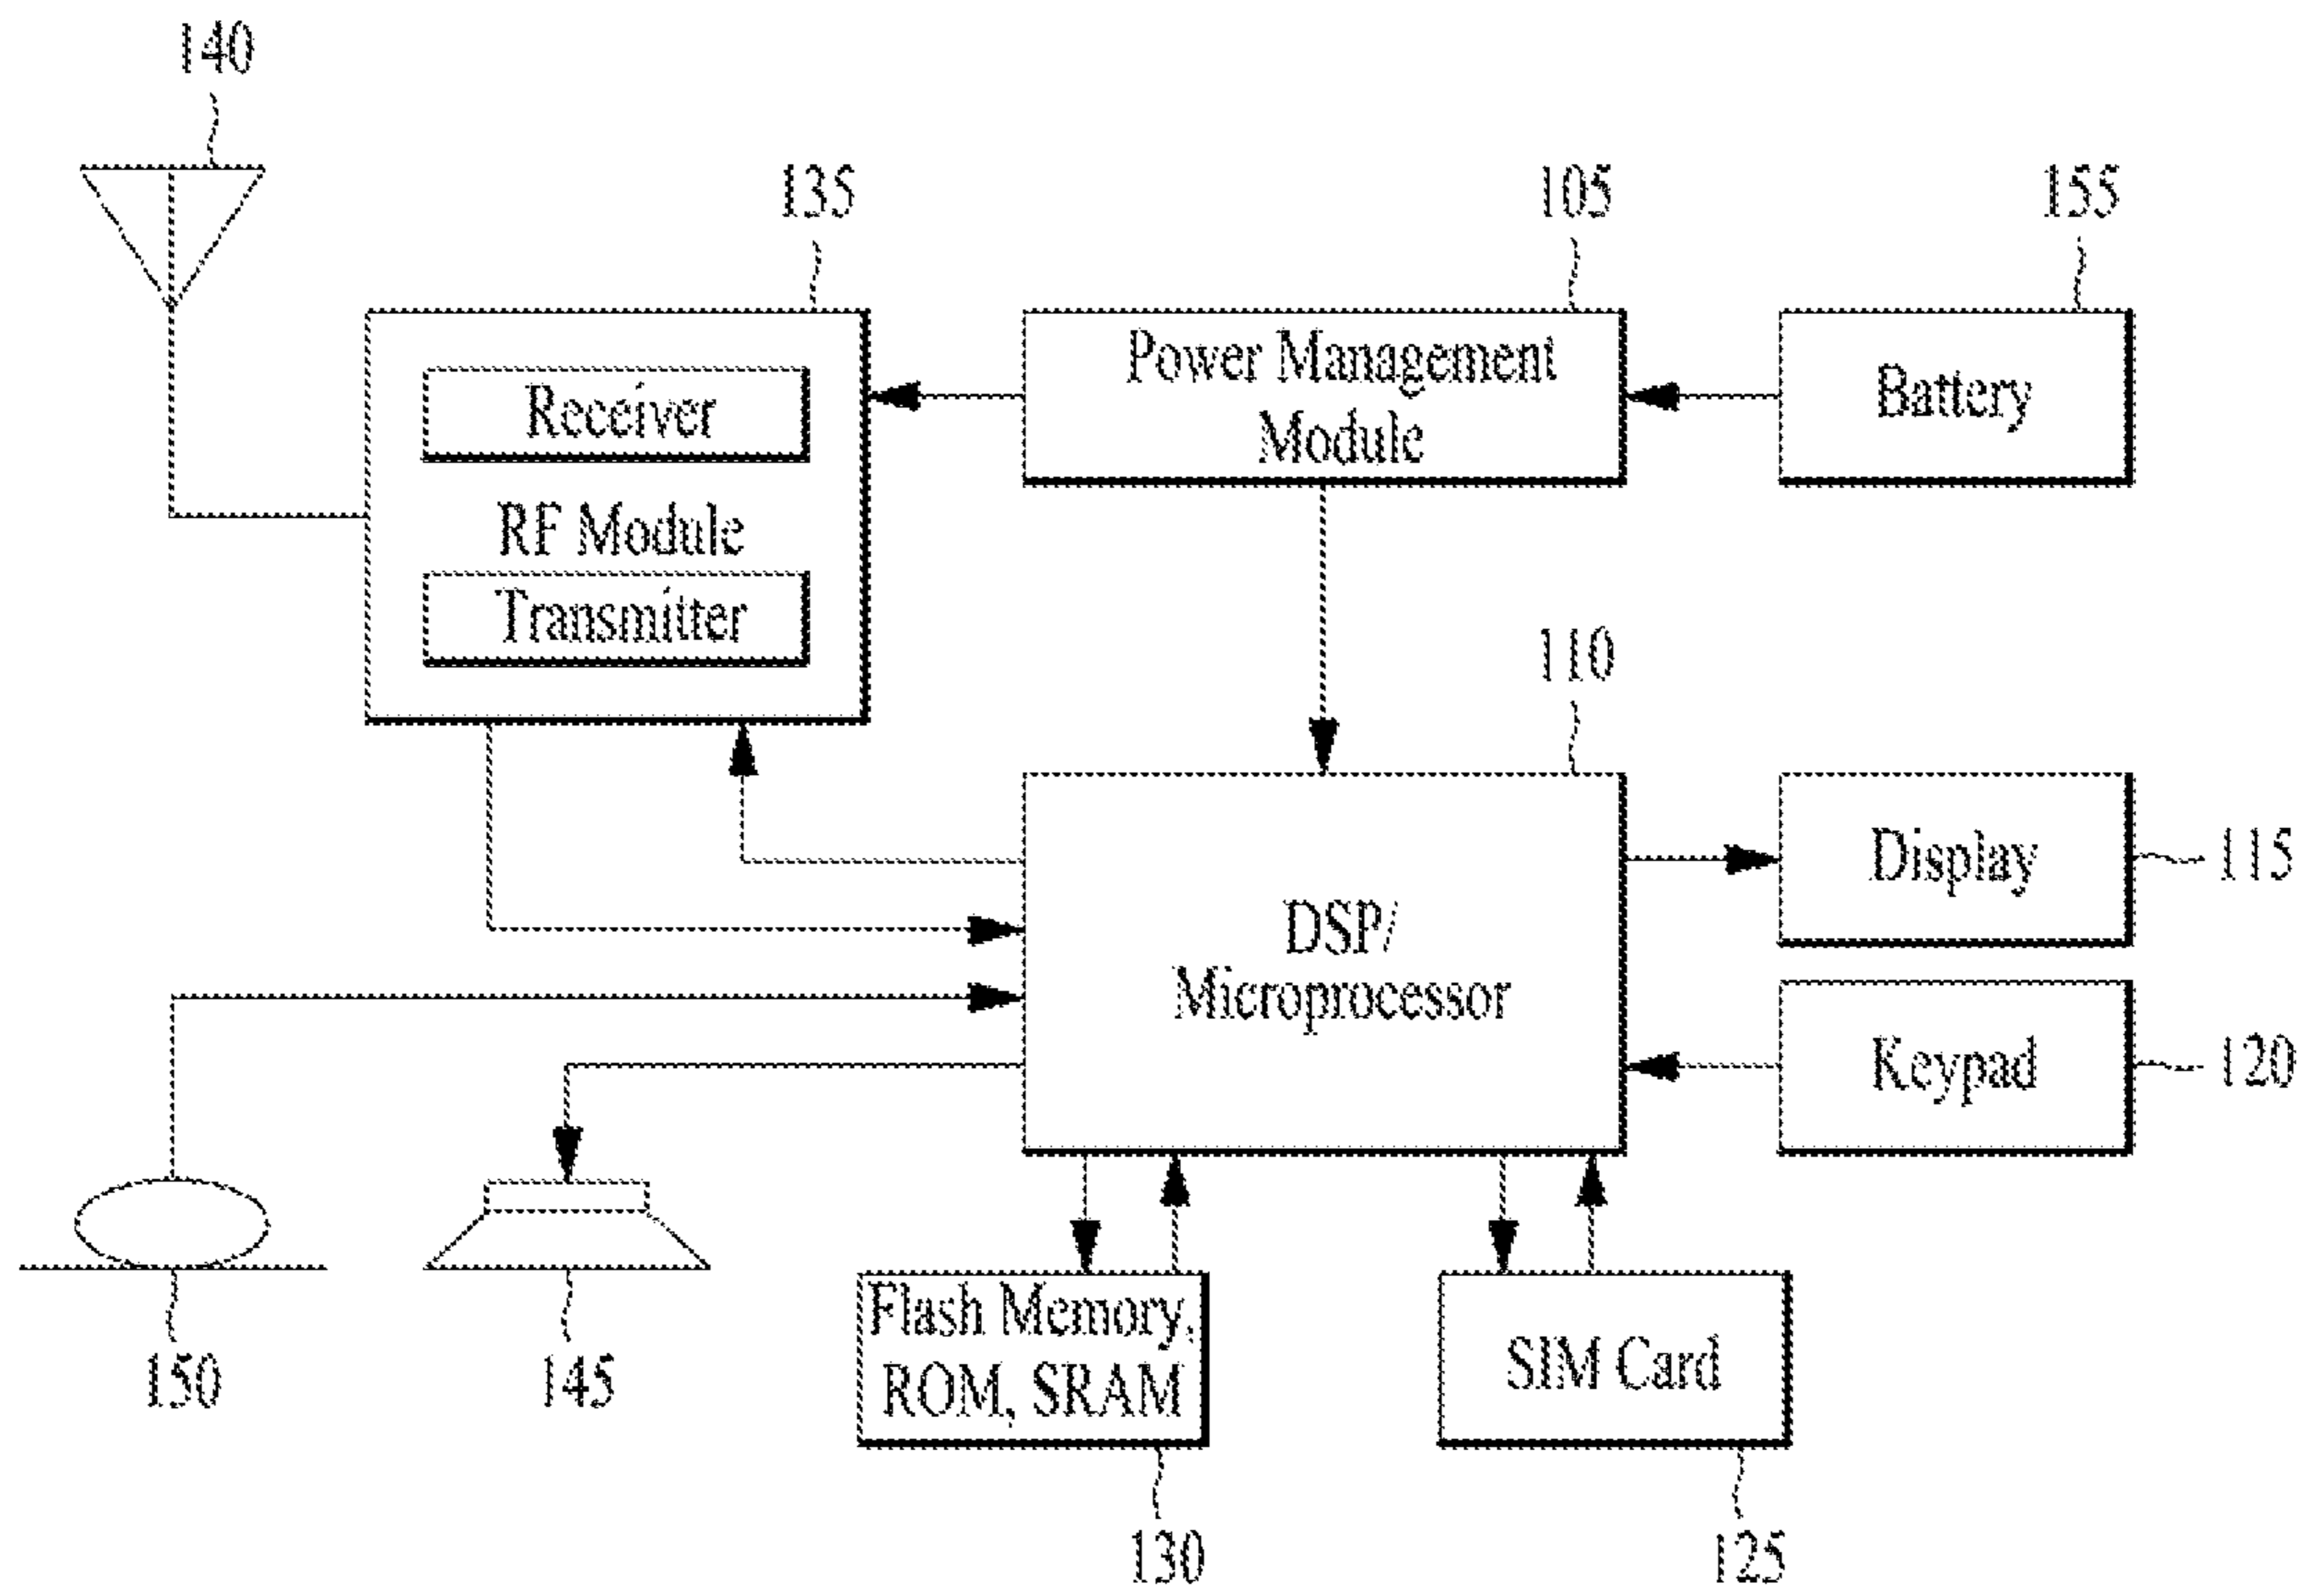 140
135
105
155
Receiver
RF Module
Transmitter
Power Management
Module
Battery
110
DSP/
Microprocessor
Display
115
Keypad
120
150
145
Flash Memory,
ROM, SRAM
SIM Card
130
125